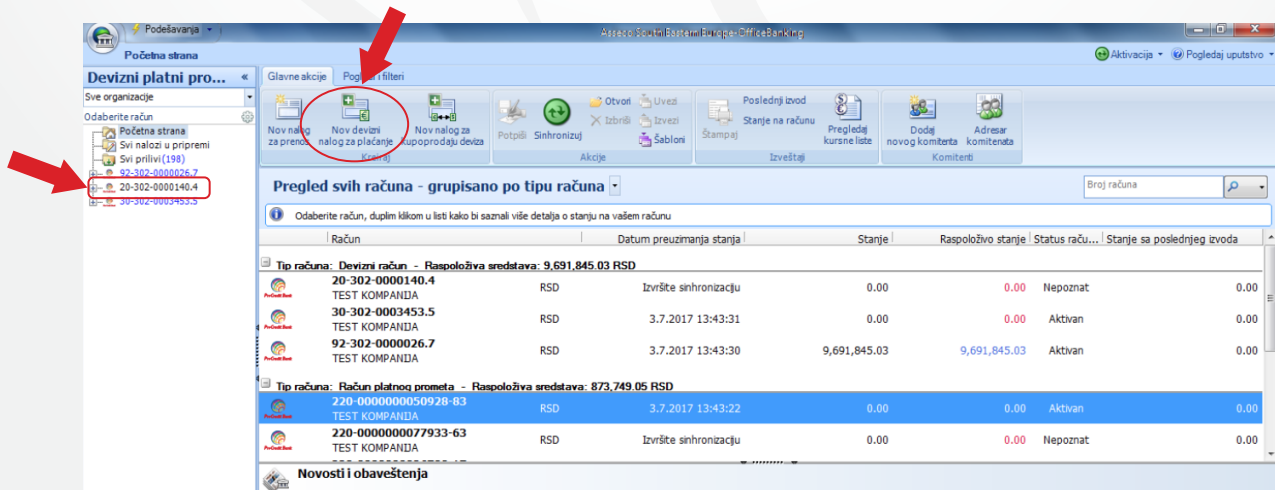 Podešavanja
Asseco South Eastern Europe-OfficeBanking
Početna strana
Aktivacija
Pogledaj uputstvo
Devizni platni pro... «
Glavne akcije
i filteri
Sve organizacije
Odaberite račun
Početna strana
Svi nalozi u pripremi
Svi prilivi (198)
92-302-0000026.7
20-302-0000140.4
30-302-0003453.5
Nov nalog za prenos
Nov devizni nalog za plaćanje
Nov nalog za kupoprodaju deviza
Kreiraj
Potpiši
Sinhronizuj
Otvori
Uvezi
Izbriši
Izvezi
Šabloni
Akcije
Štampaj
Poslednji izvod
Stanje na računu
Pregledaj kursne liste
Izveštaji
Dodaj novog komitenta
Adresar komitenata
Komitenti
Pregled svih računa - grupisano po tipu računa
Broj računa
Odaberite račun, duplim klikom u listi kako bi saznali više detalja o stanju na vašem računu
Račun Datum preuzimanja stanja Stanje Raspoloživo stanje Status raču... Stanje sa poslednjeg izvoda
Tip računa: Devizni račun - Raspoloživa sredstava: 9,691,845.03 RSD
20-302-0000140.4
TEST KOMPANIJA
RSD Izvršite sinhronizaciju 0.00 0.00 Nepoznat 0.00
30-302-0003453.5
TEST KOMPANIJA
RSD 3.7.2017 13:43:31 0.00 0.00 Aktivan 0.00
92-302-0000026.7
TEST KOMPANIJA
RSD 3.7.2017 13:43:30 9,691,845.03 9,691,845.03 Aktivan 0.00
Tip računa: Račun platnog prometa - Raspoloživa sredstava: 873,749.05 RSD
220-0000000050928-83
TEST KOMPANIJA
RSD 3.7.2017 13:43:22 0.00 0.00 Aktivan 0.00
220-0000000077933-63
TEST KOMPANIJA
RSD Izvršite sinhronizaciju 0.00 0.00 Nepoznat 0.00
Novosti i obaveštenja